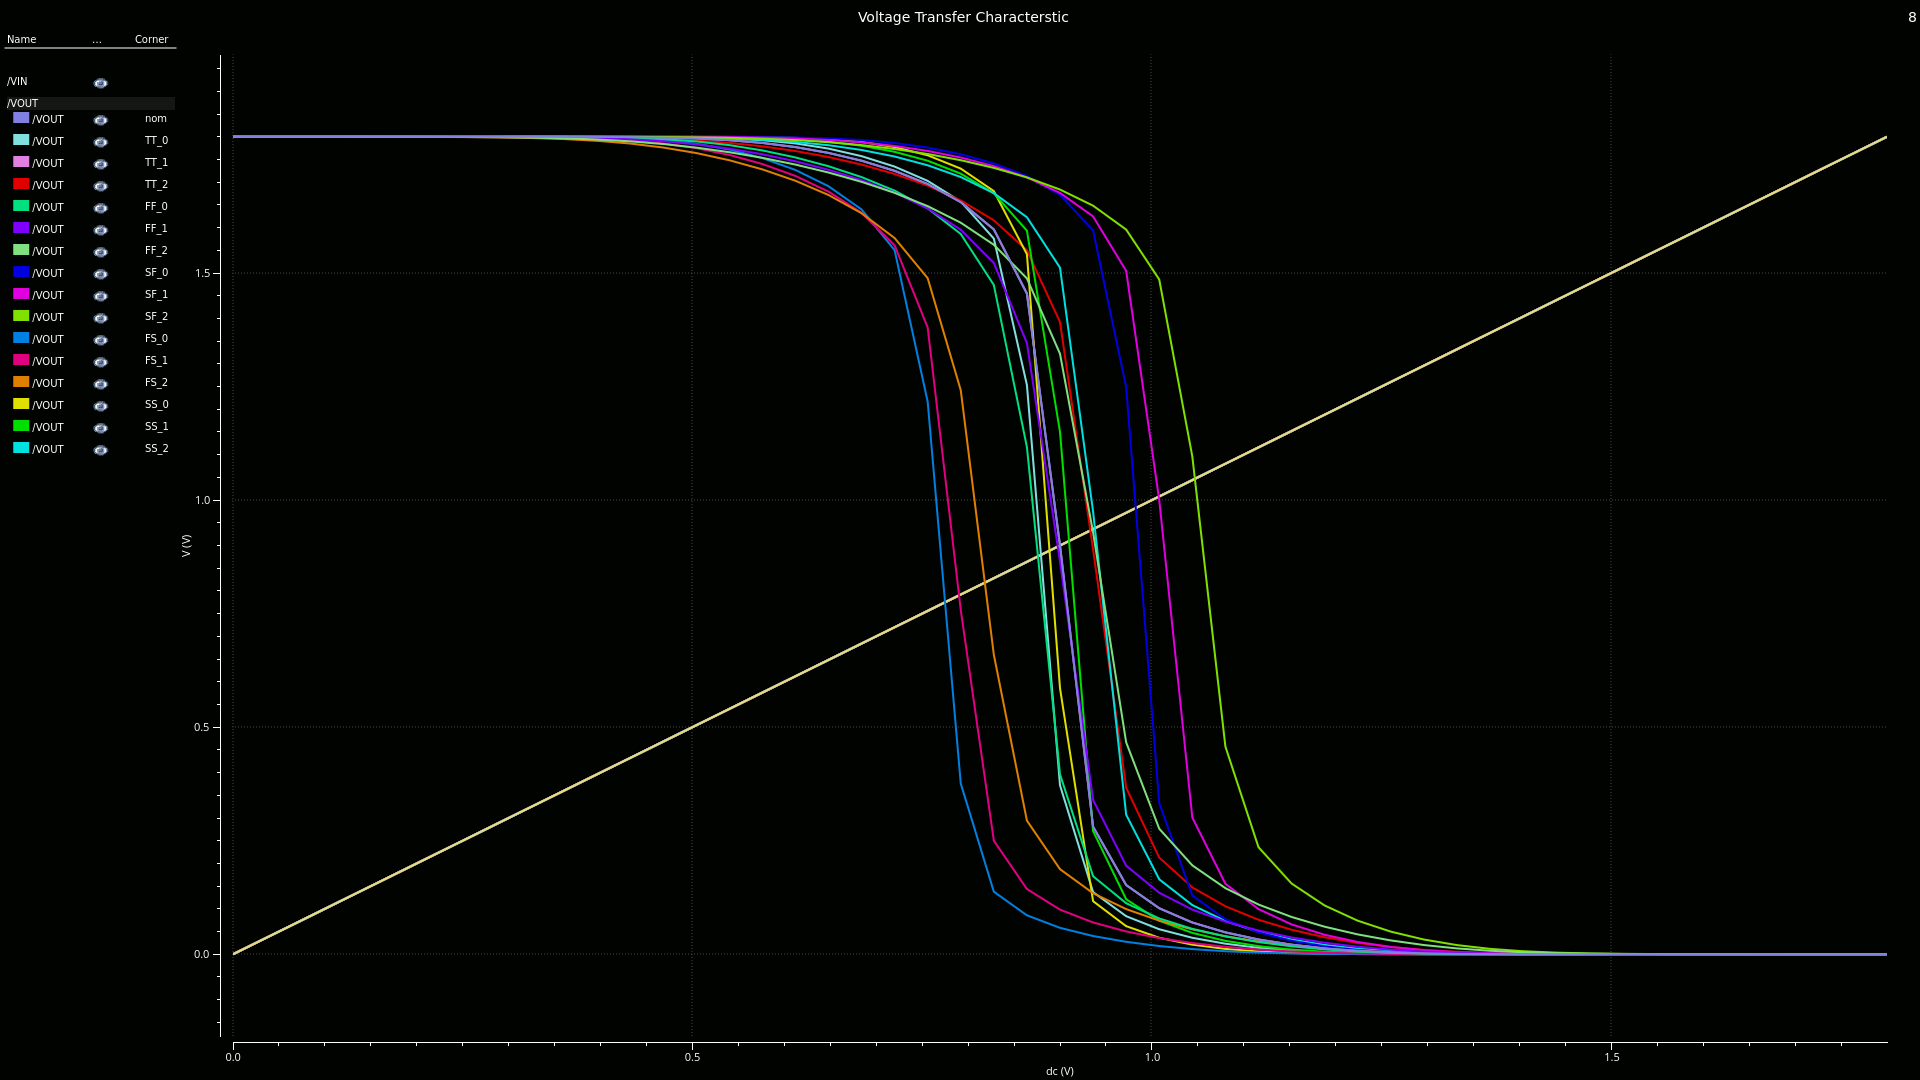 Voltage Transfer Characterstic
8
Name ... Corner
/VIN
/VOUT
/VOUT nom
/VOUT TT_0
/VOUT TT_1
/VOUT TT_2
/VOUT FF_0
/VOUT FF_1
/VOUT FF_2
/VOUT SF_0
/VOUT SF_1
/VOUT SF_2
/VOUT FS_0
/VOUT FS_1
/VOUT FS_2
/VOUT SS_0
/VOUT SS_1
/VOUT SS_2
1.5
1.0
V (V)
0.5
0.0
0.0 0.5 1.0 1.5
dc (V)